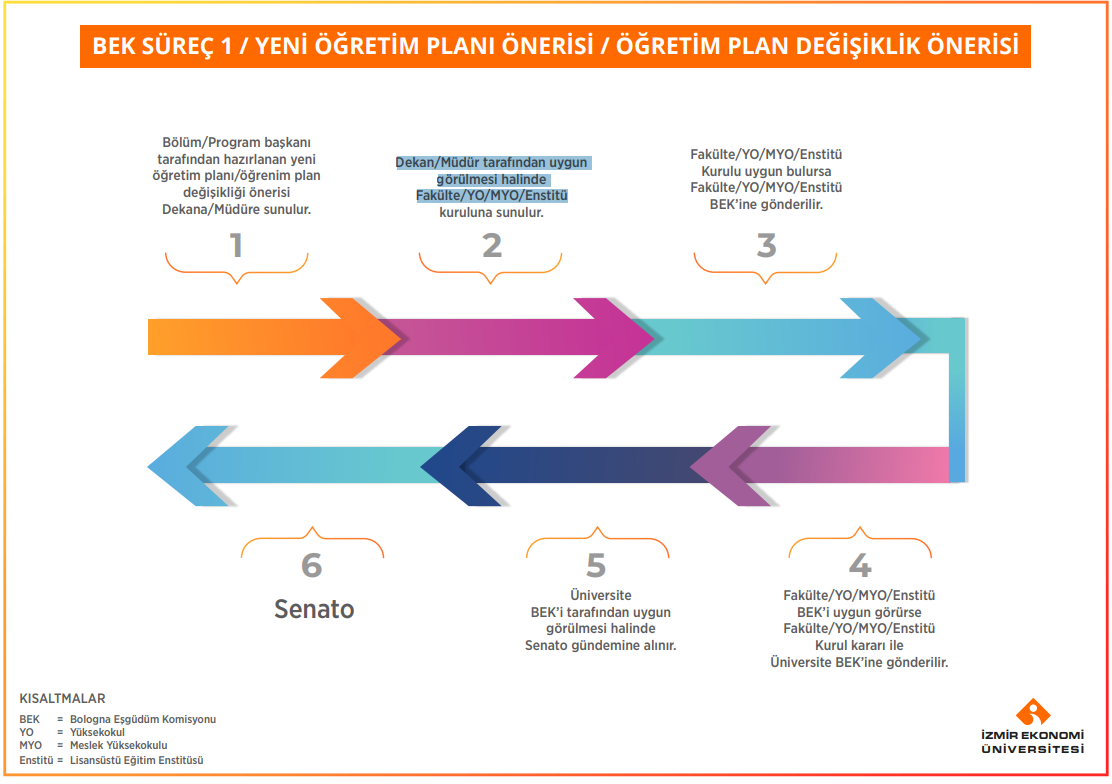 BEK SÜREÇ 1 / YENİ ÖĞRETİM PLANI ÖNERİSİ / ÖĞRETİM PLAN DEĞİŞİKLİK ÖNERİSİ
Bölüm/Program başkanı
tarafından hazırlanan yeni
öğretim planı/öğrenim plan
değişikliği önerisi
Dekana/Müdüre sunulur.
1
Dekan/Müdür tarafından uygun
görülmesi halinde
Fakülte/YO/MYO/Enstitü
kuruluna sunulur.
2
Fakülte/YO/MYO/Enstitü
Kurulu uygun bulursa
Fakülte/YO/MYO/Enstitü
BEK'ine gönderilir.
3
4
Fakülte/YO/MYO/Enstitü
BEK'i uygun görürse
Fakülte/YO/MYO/Enstitü
Kurul kararı ile
Üniversite BEK'ine gönderilir.
5
Üniversite
BEK'i tarafından uygun
görülmesi halinde
Senato gündemine alınır.
6
Senato
KISALTMALAR
BEK = Bologna Eşgüdüm Komisyonu
YO = Yüksekokul
MYO = Meslek Yüksekokulu
Enstitü = Lisansüstü Eğitim Enstitüsü
İZMİR EKONOMİ
ÜNİVERSİTESİ